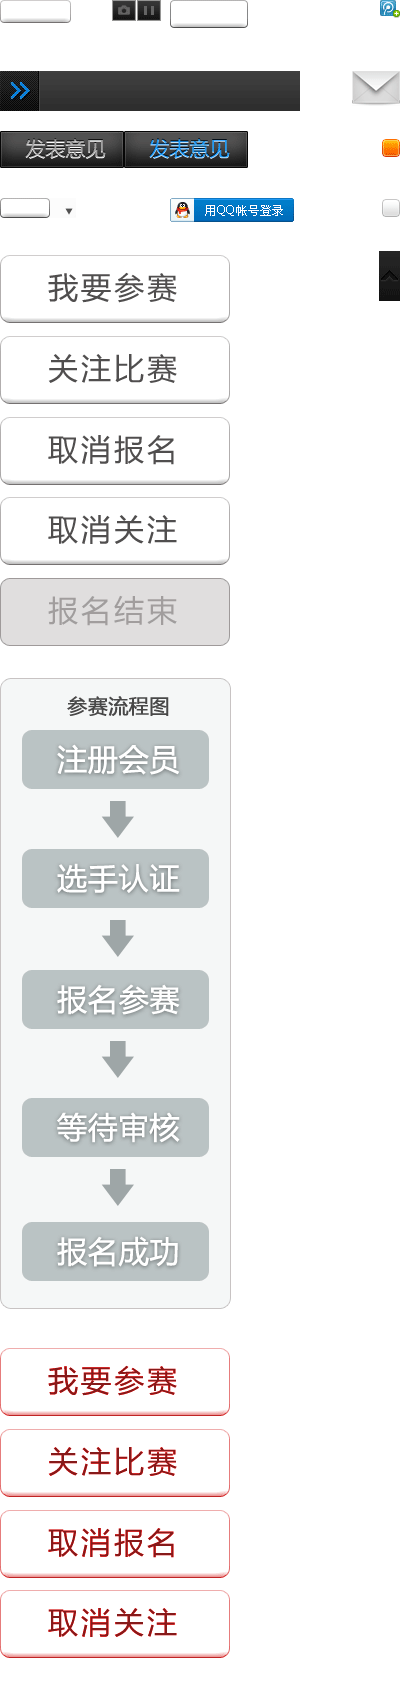 发表意见 发表意见
用QQ帐号登录
我要参赛
关注比赛
取消报名
取消关注
报名结束
参赛流程图
注册会员
选手认证
报名参赛
等待审核
报名成功
我要参赛
关注比赛
取消报名
取消关注